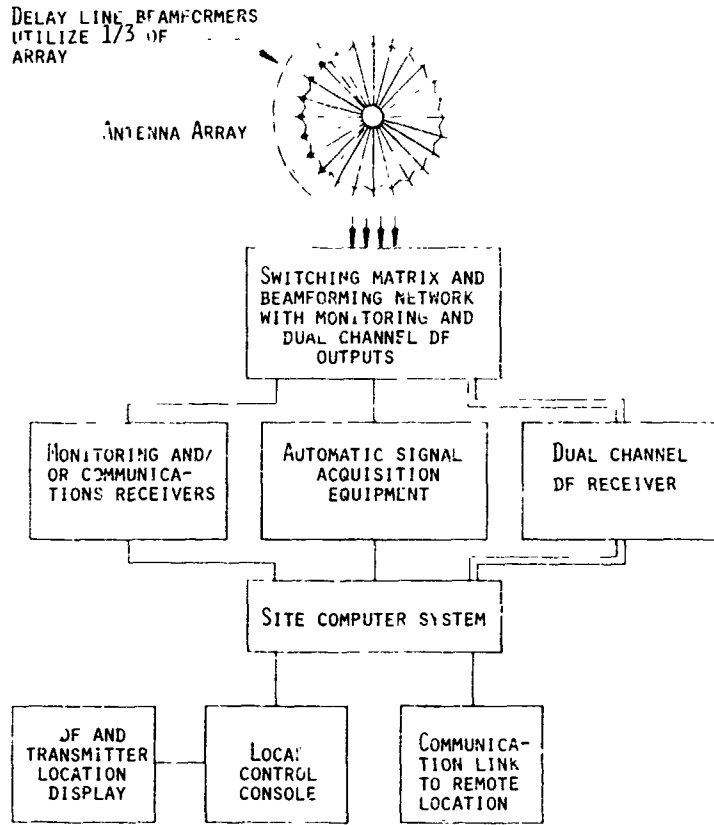 DELAY LINE BEAMFORMERS
UTILIZE 1/3 OF
ARRAY
ANTENNA ARRAY
SWITCHING MATRIX AND
BEAMFORMING NETWORK
WITH MONITORING AND
DUAL CHANNEL DF
OUTPUTS
MONITORING AND/
OR COMMUNICA-
TIONS RECEIVERS
AUTOMATIC SIGNAL
ACQUISITION
EQUIPMENT
DUAL CHANNEL
DF RECEIVER
SITE COMPUTER SYSTEM
DF AND
TRANSMITTER
LOCATION
DISPLAY
LOCAL
CONTROL
CONSOLE
COMMUNICA-
TION LINK
TO REMOTE
LOCATION